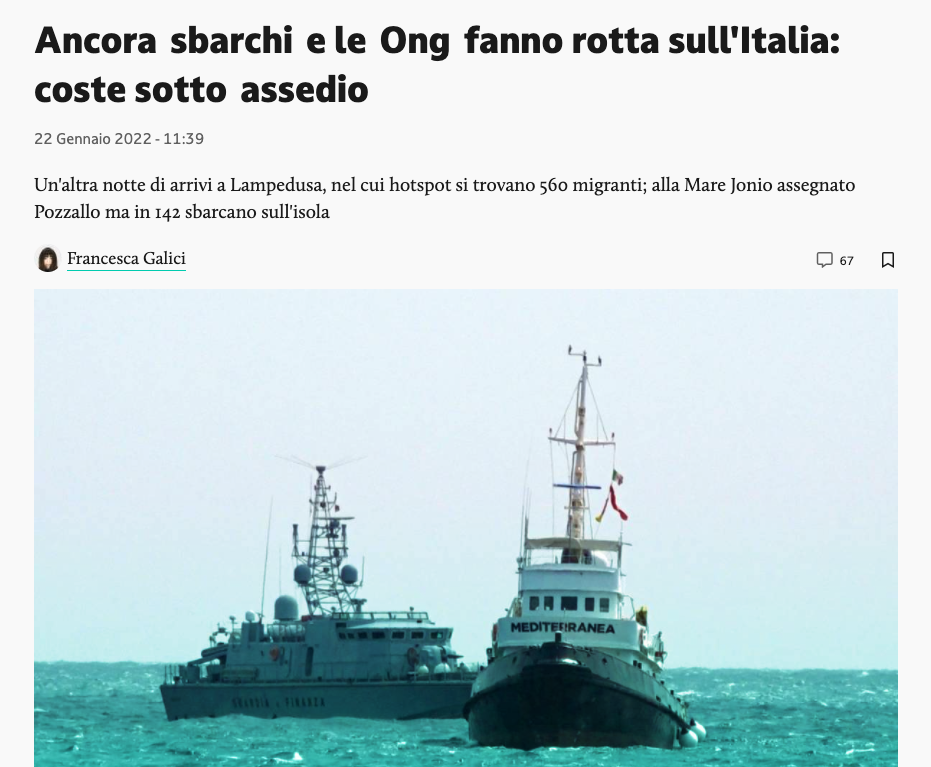 Ancora sbarchi e le Ong fanno rotta sull'Italia:
coste sotto assedio
22 Gennaio 2022 - 11:39
Un'altra notte di arrivi a Lampedusa, nel cui hotspot si trovano 560 migranti; alla Mare Jonio assegnato
Pozzallo ma in 142 sbarcano sull'isola
Francesca Galici
67
MEDITERRANEA
GUARDIA DI FINANZA